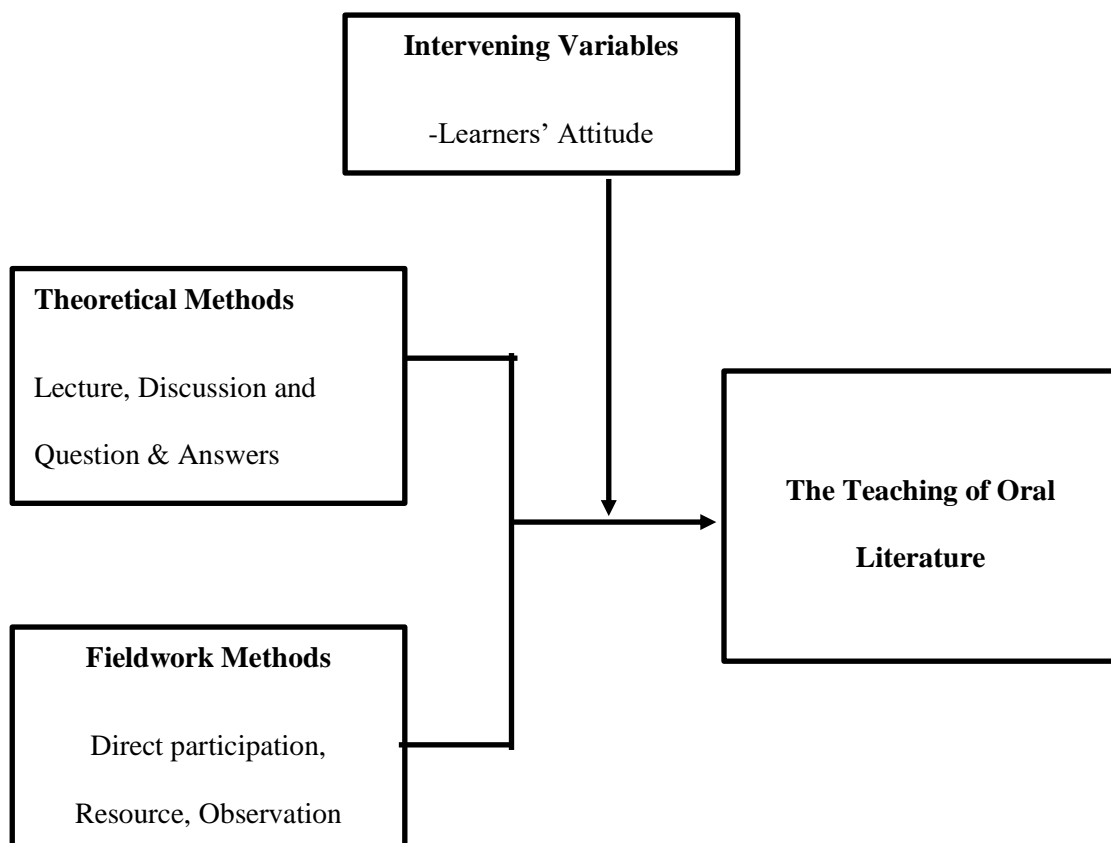 Intervening Variables
-Learners’ Attitude
Theoretical Methods
Lecture, Discussion and
Question & Answers
The Teaching of Oral
Literature
Fieldwork Methods
Direct participation,
Resource, Observation